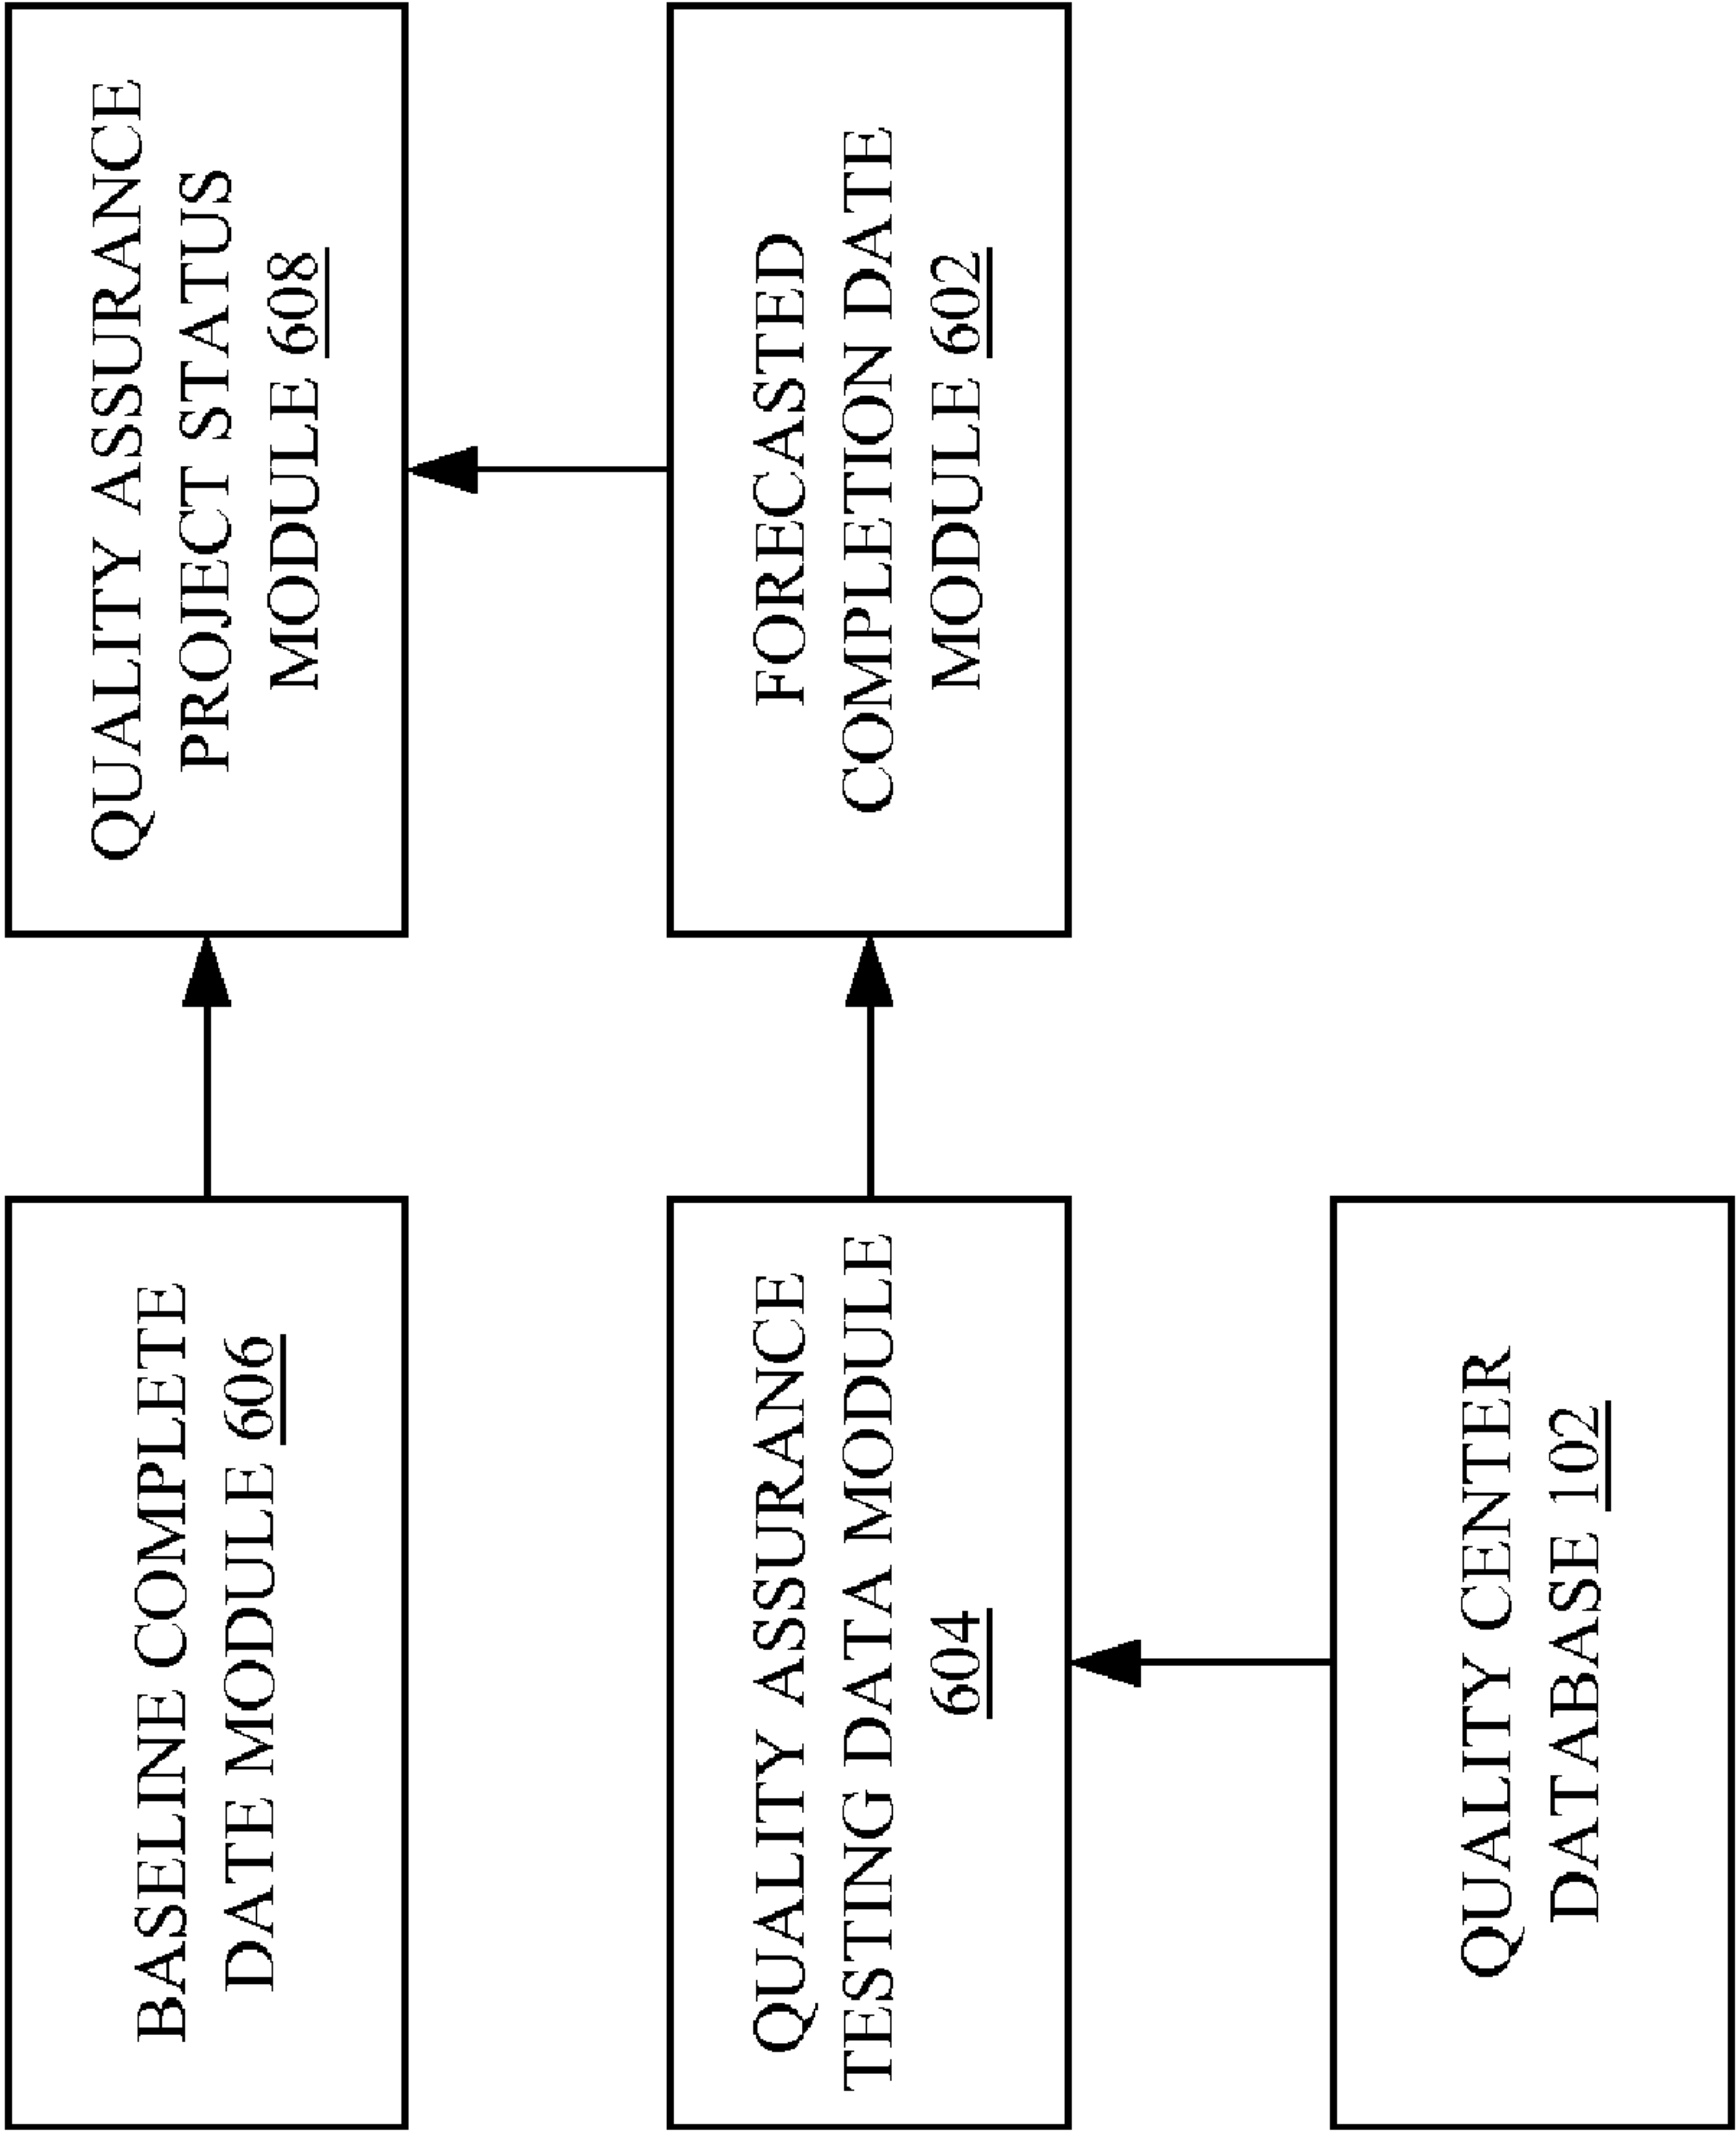 BASELINE COMPLETE
DATE MODULE 606
QUALITY ASSURANCE
PROJECT STATUS
MODULE 608
QUALITY ASSURANCE
TESTING DATA MODULE
604
FORECASTED
COMPLETION DATE
MODULE 602
QUALITY CENTER
DATABASE 102